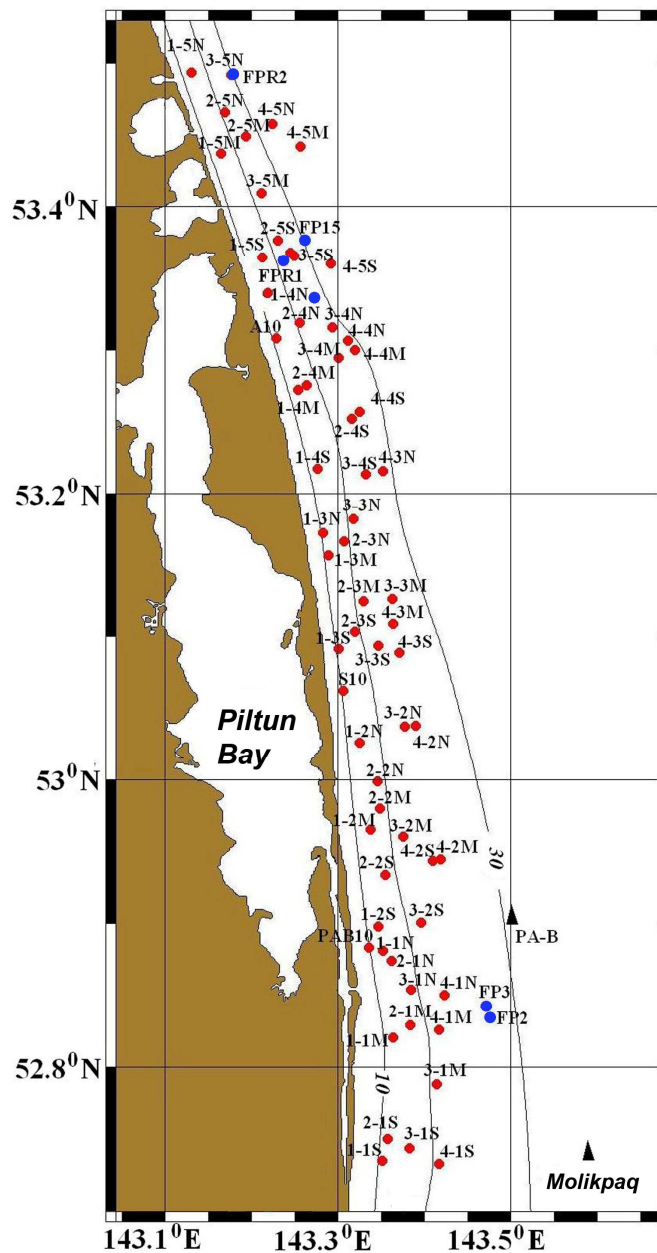 1-5N
3-5N
FPR2
2-5N
4-5N
2-5M
4-5M
1-5M
3-5M
53.4⁰N
2-5S
FP15
1-5S
3-5S
4-5S
FPR1
1-4N
2-4N
3-4N
A10
4-4N
3-4M
4-4M
2-4M
1-4M
4-4S
2-4S
1-4S
3-4S
4-3N
53.2⁰N
3-3N
1-3N
2-3N
1-3M
2-3M
3-3M
4-3M
2-3S
1-3S
4-3S
3-3S
S10
3-2N
Piltun
Bay
1-2N
4-2N
53⁰N
2-2N
2-2M
1-2M
3-2M
4-2S
4-2M
30
2-2S
1-2S
3-2S
PAB10
1-1N
PA-B
2-1N
3-1N
4-1N
FP3
2-1M
4-1M
FP2
1-1M
52.8⁰N
3-1M
10
2-1S
3-1S
1-1S
4-1S
Molikpaq
143.1⁰E
143.3⁰E
143.5⁰E